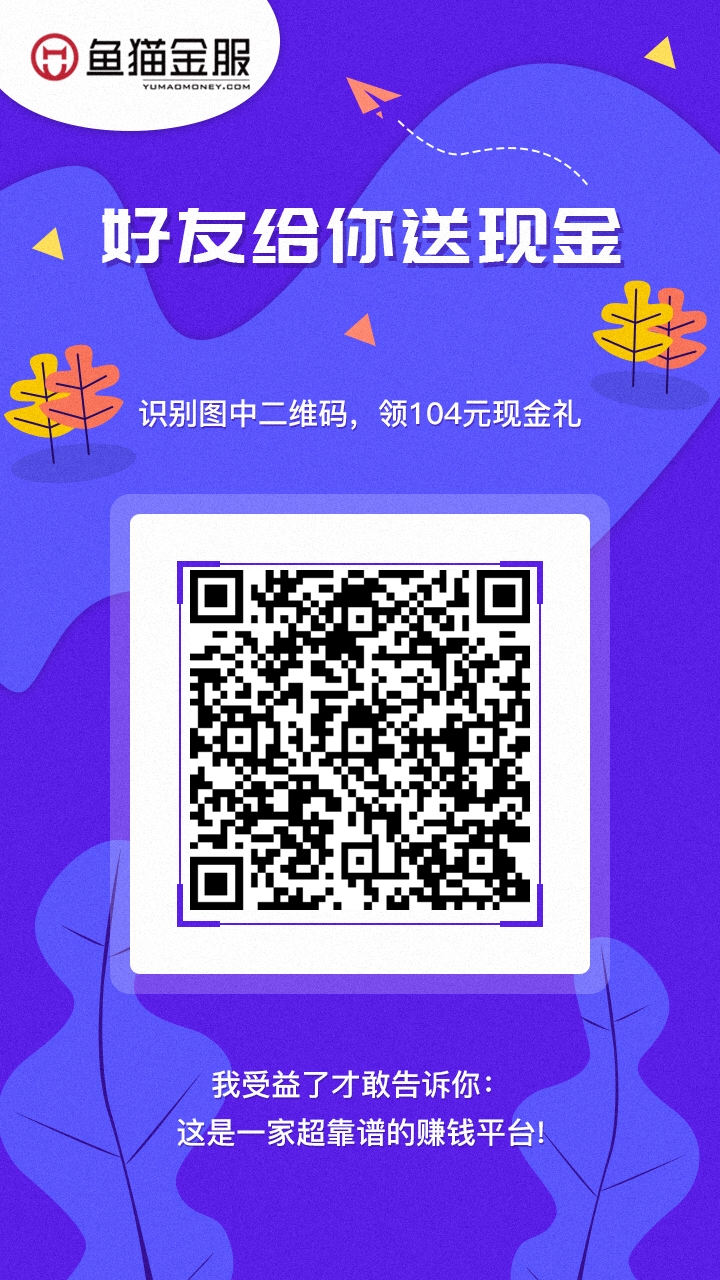 鱼猫金服
YUMAOMONEY.COM
好友给你送现金
识别图中二维码，领104元现金礼
我受益了才敢告诉你：
这是一家超靠谱的赚钱平台!